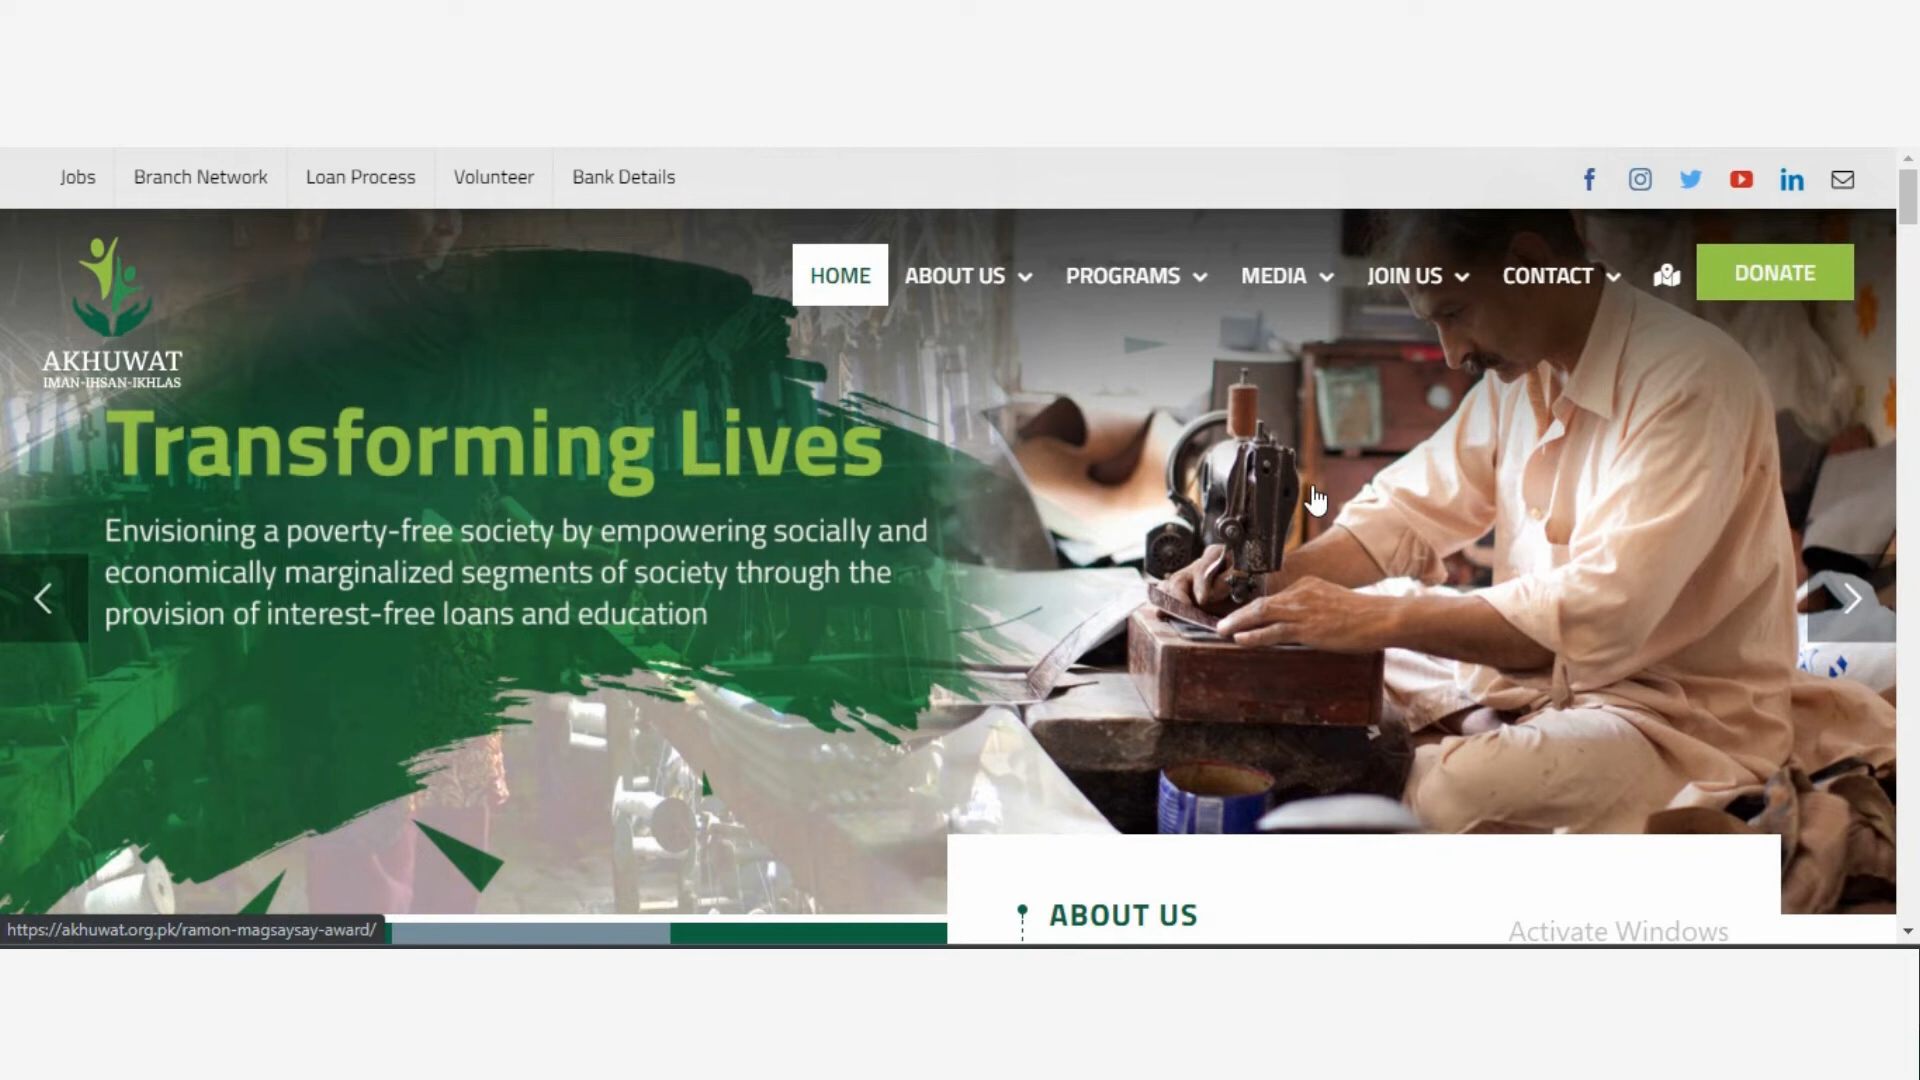 Jobs
Branch Network
Loan Process
Volunteer
Bank Details
AKHUWAT
IMAN-IHSAN-IKHLAS
HOME
ABOUT US
PROGRAMS
MEDIA
JOIN US
CONTACT
DONATE
Transforming Lives
Envisioning a poverty-free society by empowering socially and
economically marginalized segments of society through the
provision of interest-free loans and education
ABOUT US
Activate Windows
https://akhuwat.org.pk/ramon-magsaysay-award/